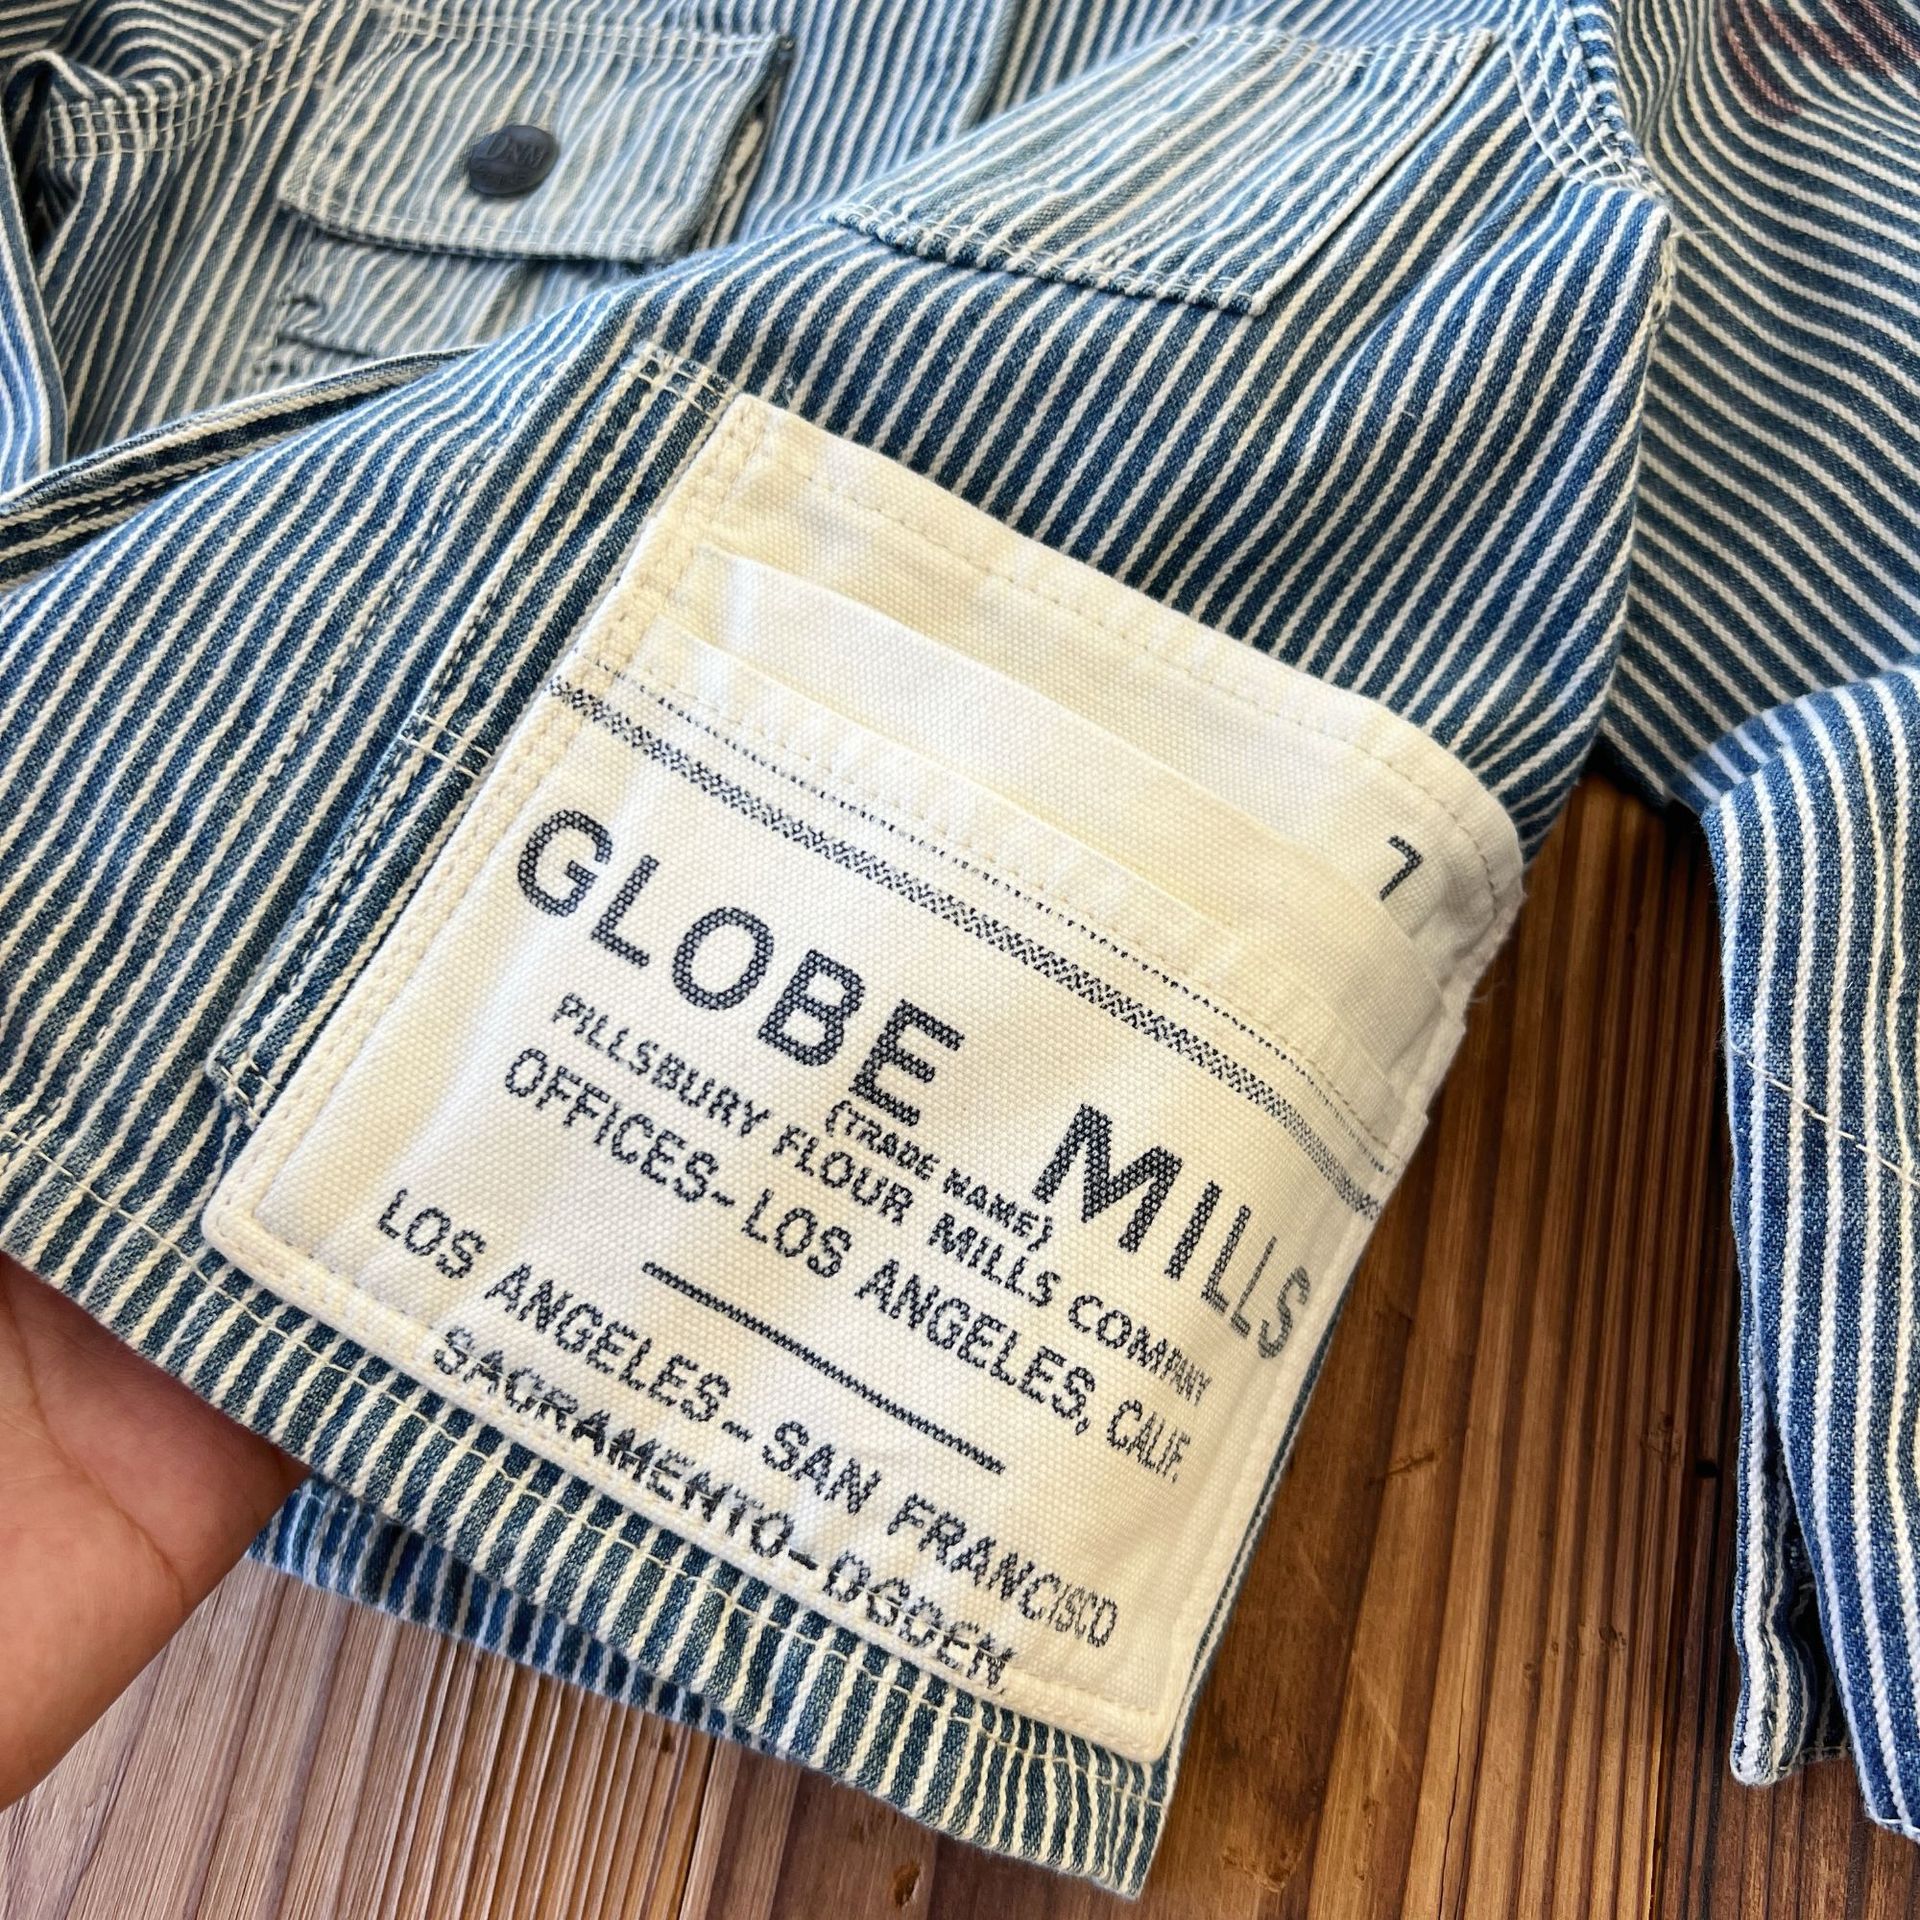 DNM
7
GLOBE MILLS
(TRADE NAME)
PILLSBURY FLOUR MILLS COMPANY
OFFICES-LOS ANGELES, CALIF.
LOS ANGELES-SAN FRANCISCO
SACRAMENTO-OGDEN